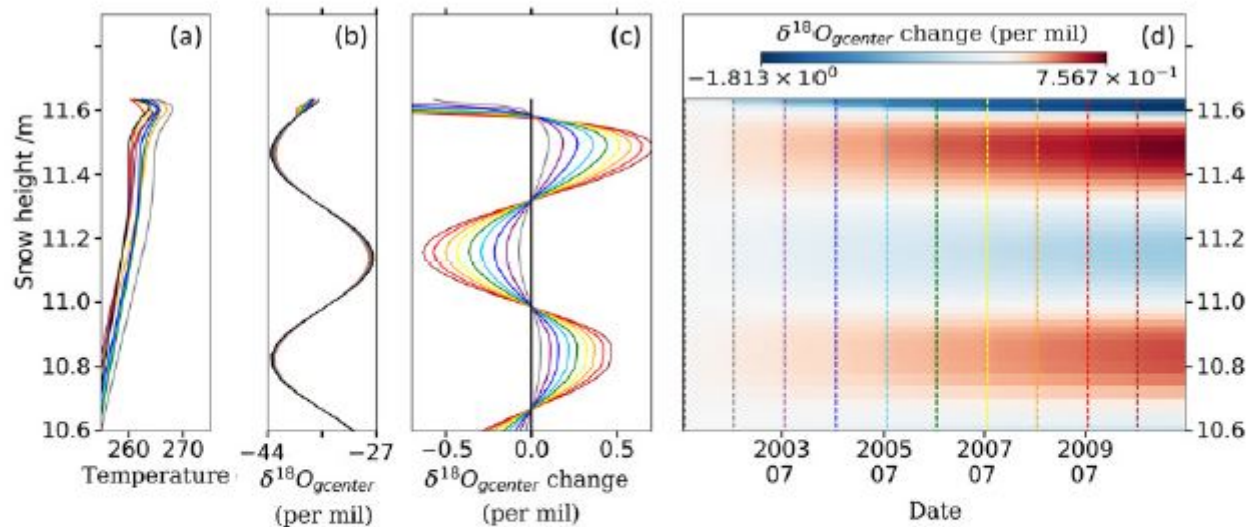 (a)
(b)
(c)
δ¹⁸O_gcenter change (per mil) (d)
−1.813 × 10⁰ 7.567 × 10⁻¹
Snow height /m
11.6
11.4
11.2
11.0
10.8
10.6
11.6
11.4
11.2
11.0
10.8
10.6
260 270
Temperature
−44 −27
δ¹⁸O_gcenter
(per mil)
−0.5 0.0 0.5
δ¹⁸O_gcenter change
(per mil)
2003 2005 2007 2009
07 07 07 07
Date